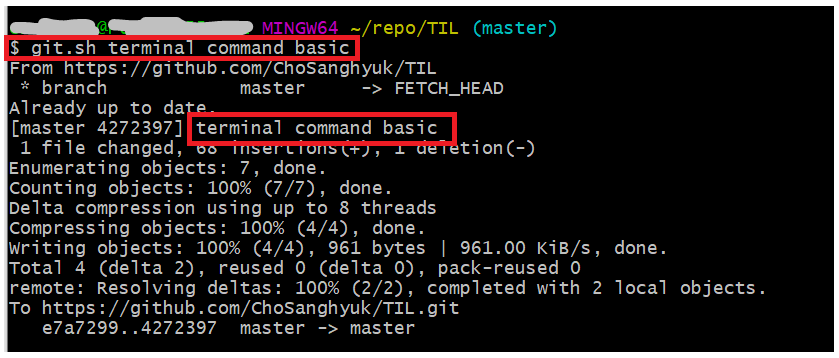 MINGW64 ~/repo/TIL (master)
$ git.sh terminal command basic
From https://github.com/ChoSanghyuk/TIL
* branch master -> FETCH_HEAD
Already up to date.
[master 4272397] terminal command basic
1 file changed, 68 insertions(+), 1 deletion(-)
Enumerating objects: 7, done.
Counting objects: 100% (7/7), done.
Delta compression using up to 8 threads
Compressing objects: 100% (4/4), done.
Writing objects: 100% (4/4), 961 bytes | 961.00 KiB/s, done.
Total 4 (delta 2), reused 0 (delta 0), pack-reused 0
remote: Resolving deltas: 100% (2/2), completed with 2 local objects.
To https://github.com/ChoSanghyuk/TIL.git
e7a7299..4272397 master -> master